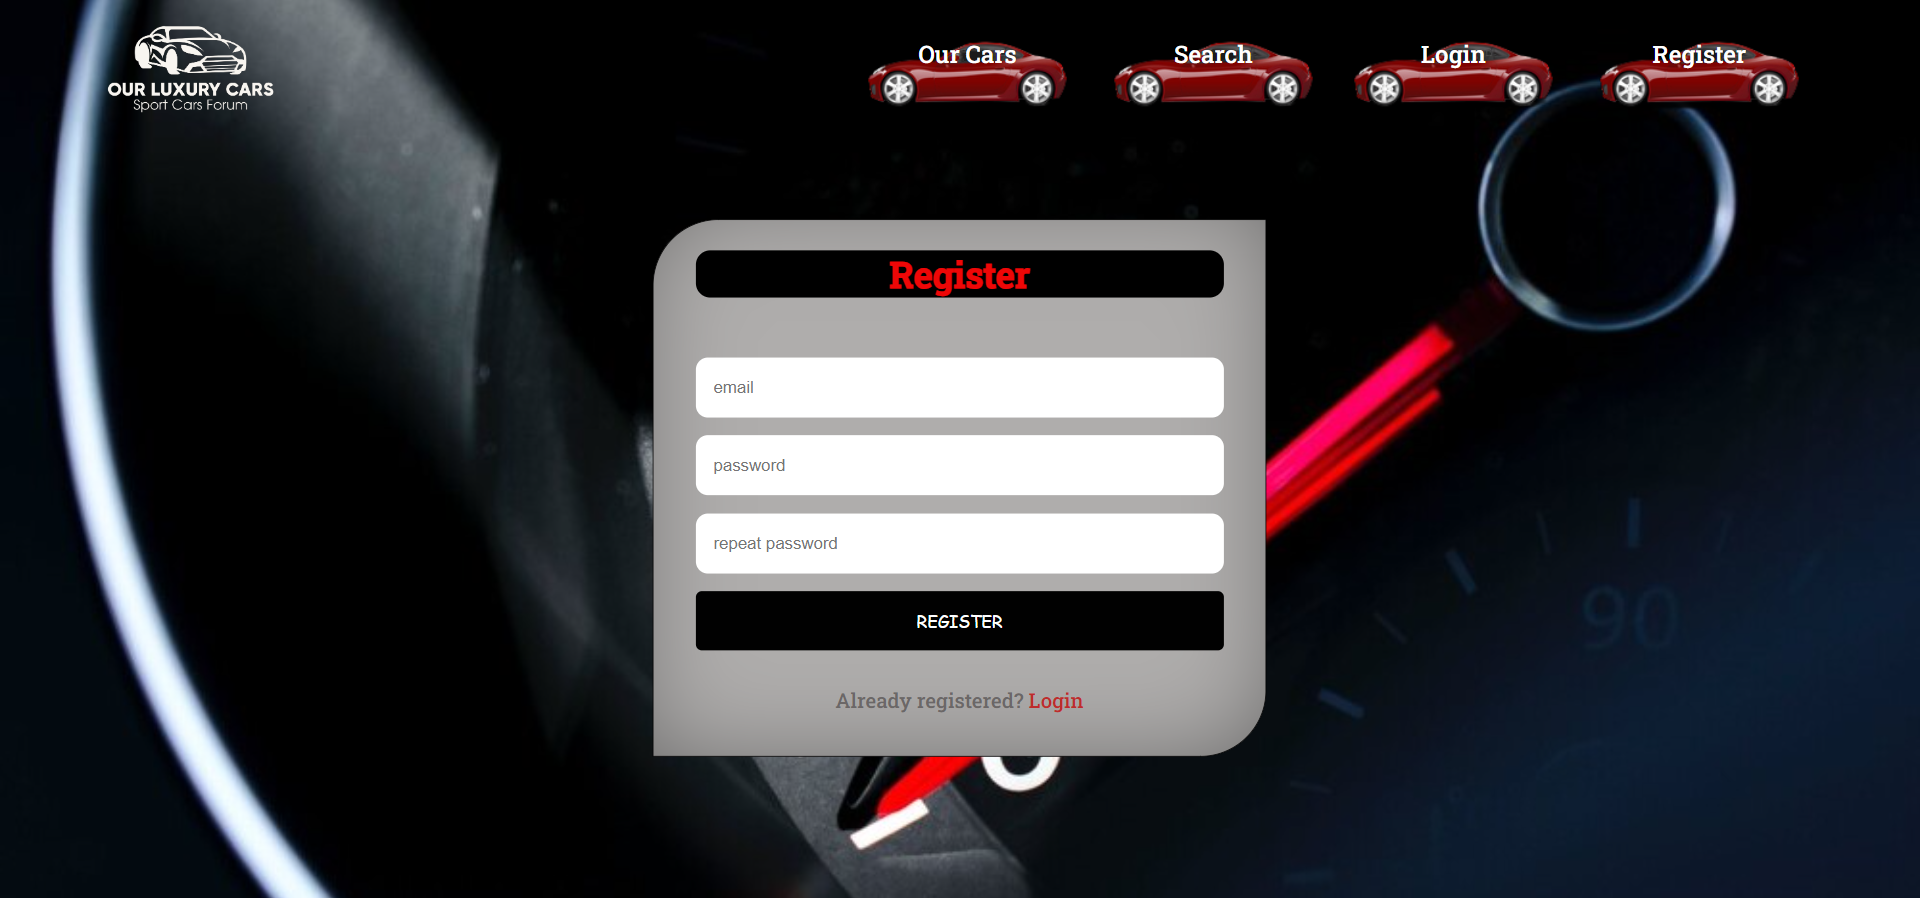 OUR LUXURY CARS
Sport Cars Forum
Our Cars
Search
Login
Register
Register
email
password
repeat password
REGISTER
Already registered? Login
90